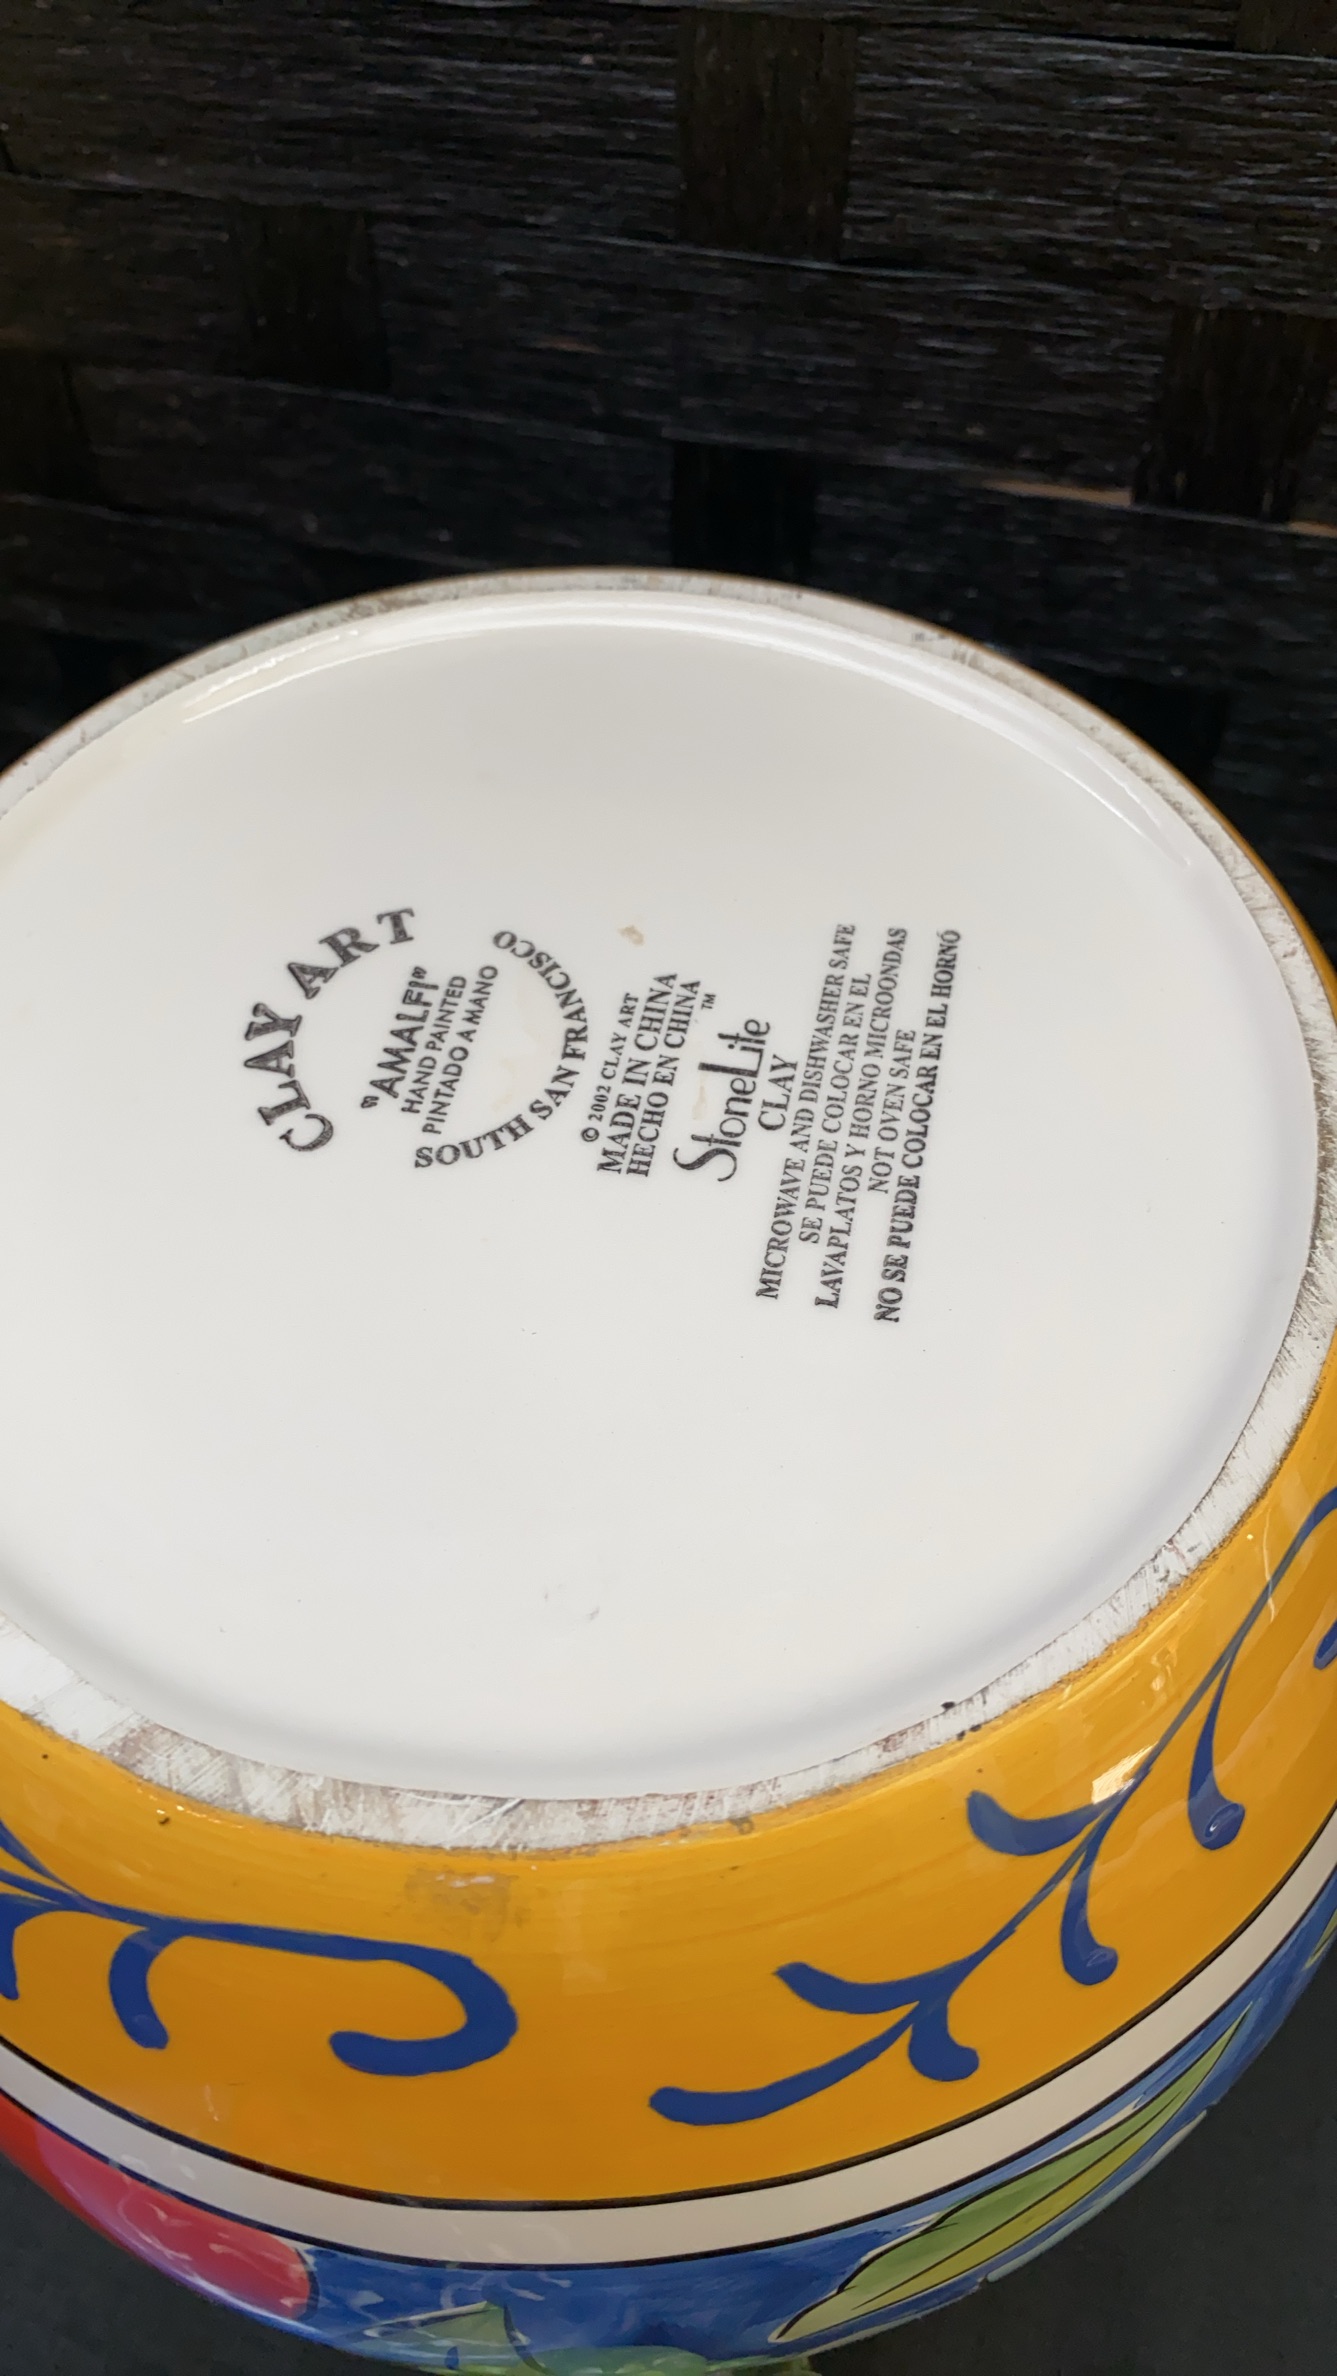 CLAY ART
"AMALFI"
HAND PAINTED
PINTADO A MANO
SOUTH SAN FRANCISCO
© 2002 CLAY ART
MADE IN CHINA
HECHO EN CHINA
StoneLite™
CLAY
MICROWAVE AND DISHWASHER SAFE
SE PUEDE COLOCAR EN EL
LAVAPLATOS Y HORNO MICROONDAS
NOT OVEN SAFE
NO SE PUEDE COLOCAR EN EL HORNÓ